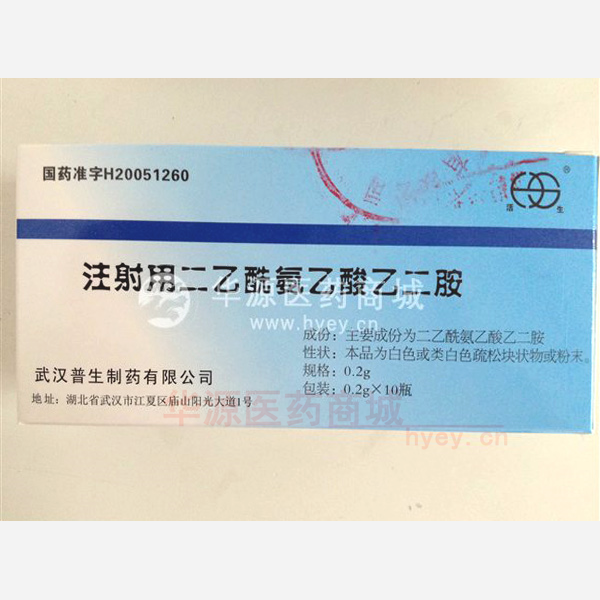 国药准字H20051260
®
活 生
注射用二乙酰氨乙酸乙二胺
华源医药商城
www.hyey.cn
成份：主要成份为二乙酰氨乙酸乙二胺
性状：本品为白色或类白色疏松块状物或粉末。
规格：0.2g
包装：0.2g×10瓶
武汉普生制药有限公司
地址：湖北省武汉市江夏区庙山阳光大道1号
华源医药商城
hyey.cn